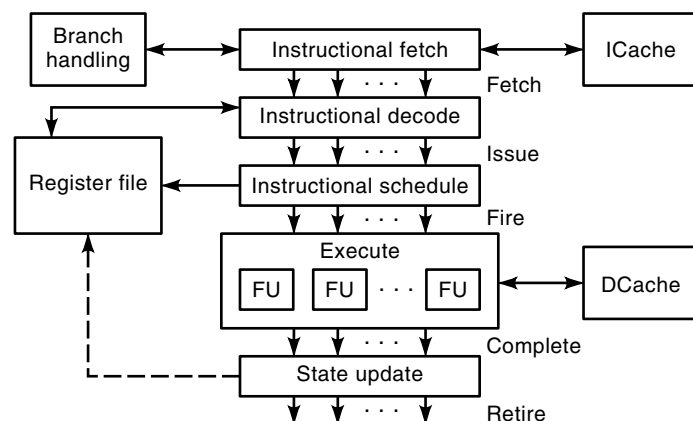 Branch
handling
Instructional fetch
ICache
. . .
Fetch
Instructional decode
. . .
Issue
Register file
Instructional schedule
. . .
Fire
Execute
FU
FU
. . .
FU
DCache
. . .
Complete
State update
. . .
Retire